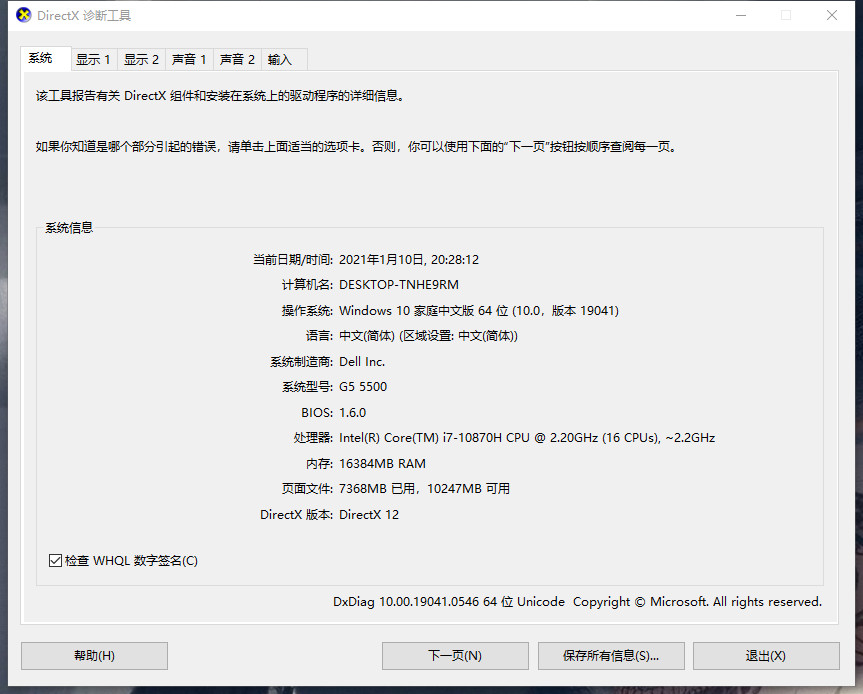 DirectX 诊断工具
系统 显示 1 显示 2 声音 1 声音 2 输入
该工具报告有关 DirectX 组件和安装在系统上的驱动程序的详细信息。
如果你知道是哪个部分引起的错误，请单击上面适当的选项卡。否则，你可以使用下面的"下一页"按钮按顺序查阅每一页。
系统信息
当前日期/时间: 2021年1月10日, 20:28:12
计算机名: DESKTOP-TNHE9RM
操作系统: Windows 10 家庭中文版 64 位 (10.0，版本 19041)
语言: 中文(简体) (区域设置: 中文(简体))
系统制造商: Dell Inc.
系统型号: G5 5500
BIOS: 1.6.0
处理器: Intel(R) Core(TM) i7-10870H CPU @ 2.20GHz (16 CPUs), ~2.2GHz
内存: 16384MB RAM
页面文件: 7368MB 已用，10247MB 可用
DirectX 版本: DirectX 12
检查 WHQL 数字签名(C)
DxDiag 10.00.19041.0546 64 位 Unicode Copyright © Microsoft. All rights reserved.
帮助(H) 下一页(N) 保存所有信息(S)... 退出(X)